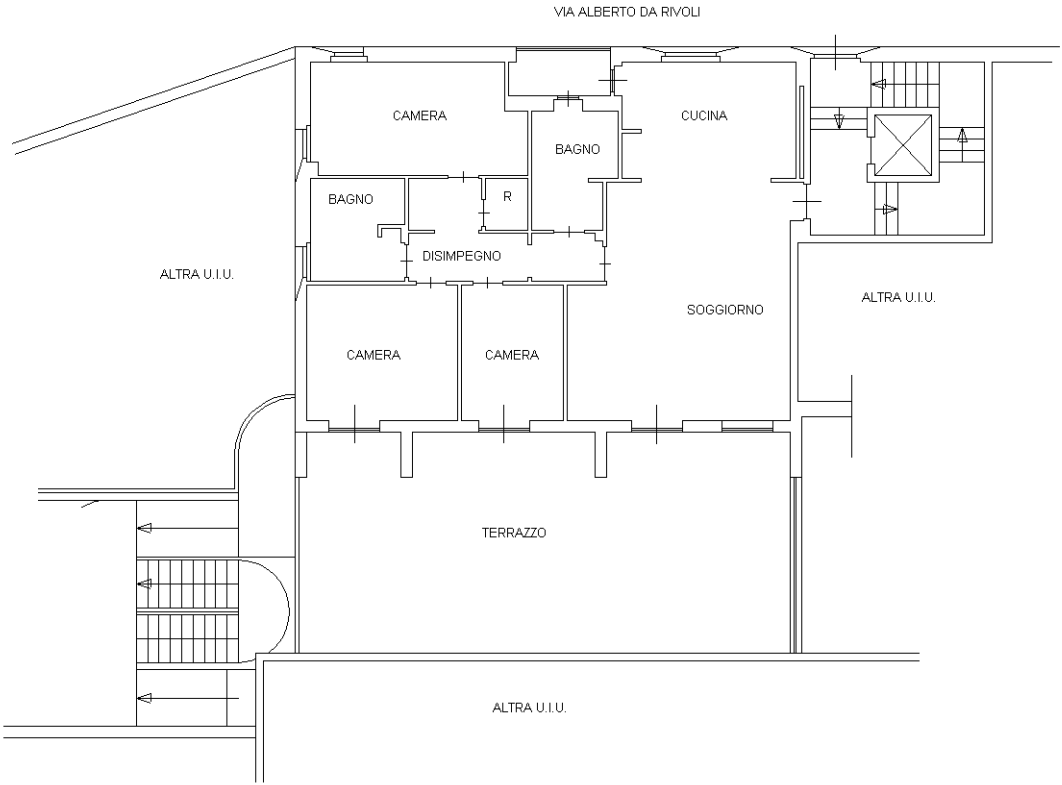 VIA ALBERTO DA RIVOLI
CAMERA
CUCINA
BAGNO
BAGNO
R
DISIMPEGNO
ALTRA U.I.U.
ALTRA U.I.U.
SOGGIORNO
CAMERA
CAMERA
TERRAZZO
ALTRA U.I.U.